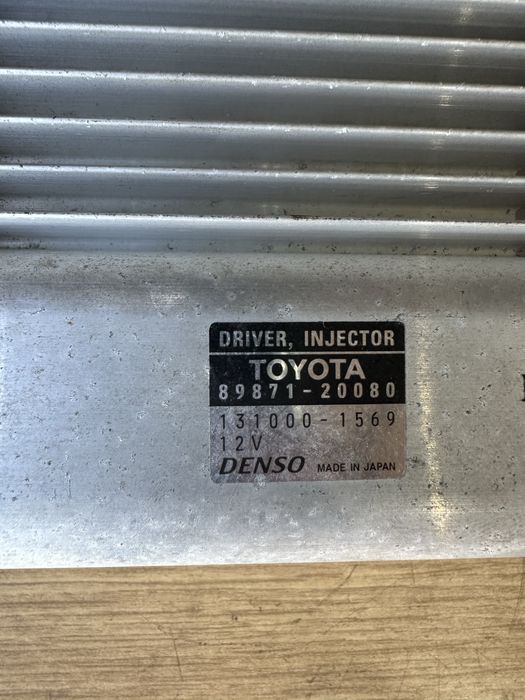 DRIVER, INJECTOR
TOYOTA
89871-20080
131000-1569
12V
DENSO MADE IN JAPAN